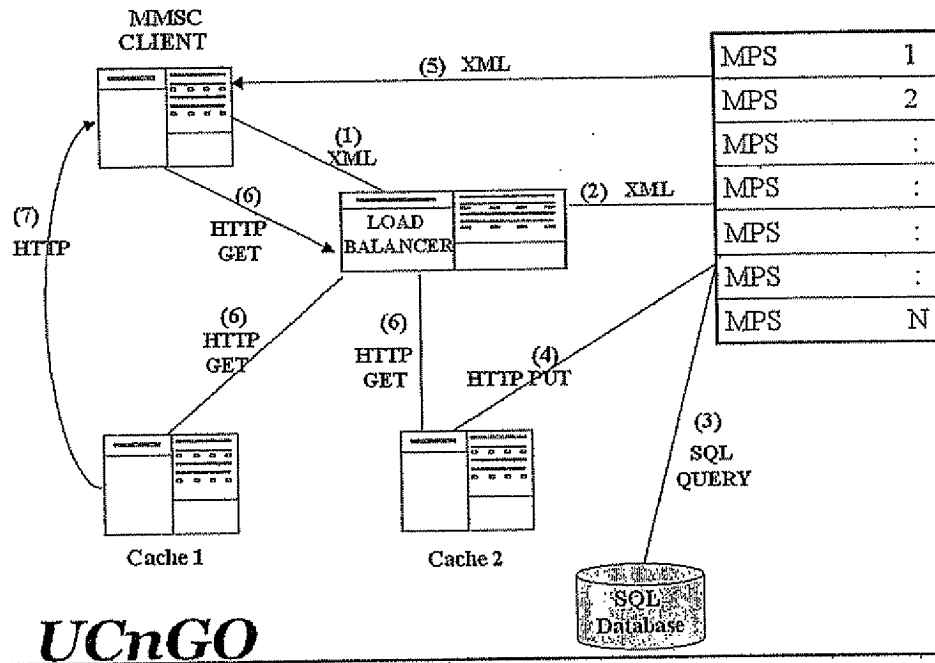 MMSC
CLIENT
(5) XML
MPS 1
MPS 2
MPS :
MPS :
MPS :
MPS :
MPS N
(1)
XML
(2) XML
(6)
HTTP
GET
LOAD
BALANCER
(7)
HTTP
(6)
HTTP
GET
(6)
HTTP
GET
(4)
HTTP PUT
(3)
SQL
QUERY
Cache 1
Cache 2
SQL
Database
UCnGO